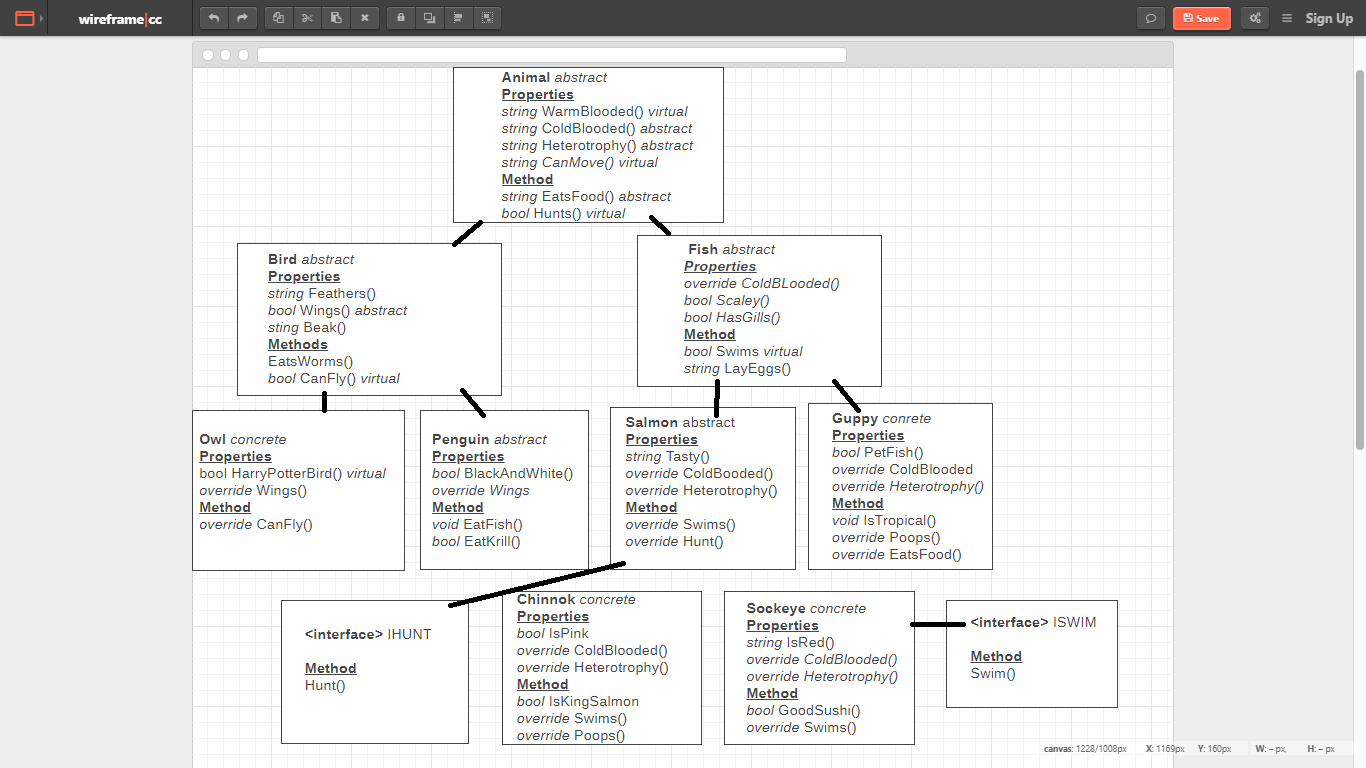 wireframe|cc
Save
Sign Up
Animal abstract
Properties
string WarmBlooded() virtual
string ColdBlooded() abstract
string Heterotrophy() abstract
string CanMove() virtual
Method
string EatsFood() abstract
bool Hunts() virtual
Bird abstract
Properties
string Feathers()
bool Wings() abstract
sting Beak()
Methods
EatsWorms()
bool CanFly() virtual
Fish abstract
Properties
override ColdBLooded()
bool Scaley()
bool HasGills()
Method
bool Swims virtual
string LayEggs()
Owl concrete
Properties
bool HarryPotterBird() virtual
override Wings()
Method
override CanFly()
Penguin abstract
Properties
bool BlackAndWhite()
override Wings
Method
void EatFish()
bool EatKrill()
Salmon abstract
Properties
string Tasty()
override ColdBooded()
override Heterotrophy()
Method
override Swims()
override Hunt()
Guppy conrete
Properties
bool PetFish()
override ColdBlooded
override Heterotrophy()
Method
void IsTropical()
override Poops()
override EatsFood()
<interface> IHUNT
Method
Hunt()
Chinnok concrete
Properties
bool IsPink
override ColdBlooded()
override Heterotrophy()
Method
bool IsKingSalmon
override Swims()
override Poops()
Sockeye concrete
Properties
string IsRed()
override ColdBlooded()
override Heterotrophy()
Method
bool GoodSushi()
override Swims()
<interface> ISWIM
Method
Swim()
canvas: 1228/1008px X: 1169px Y: 160px W: – px, H: – px